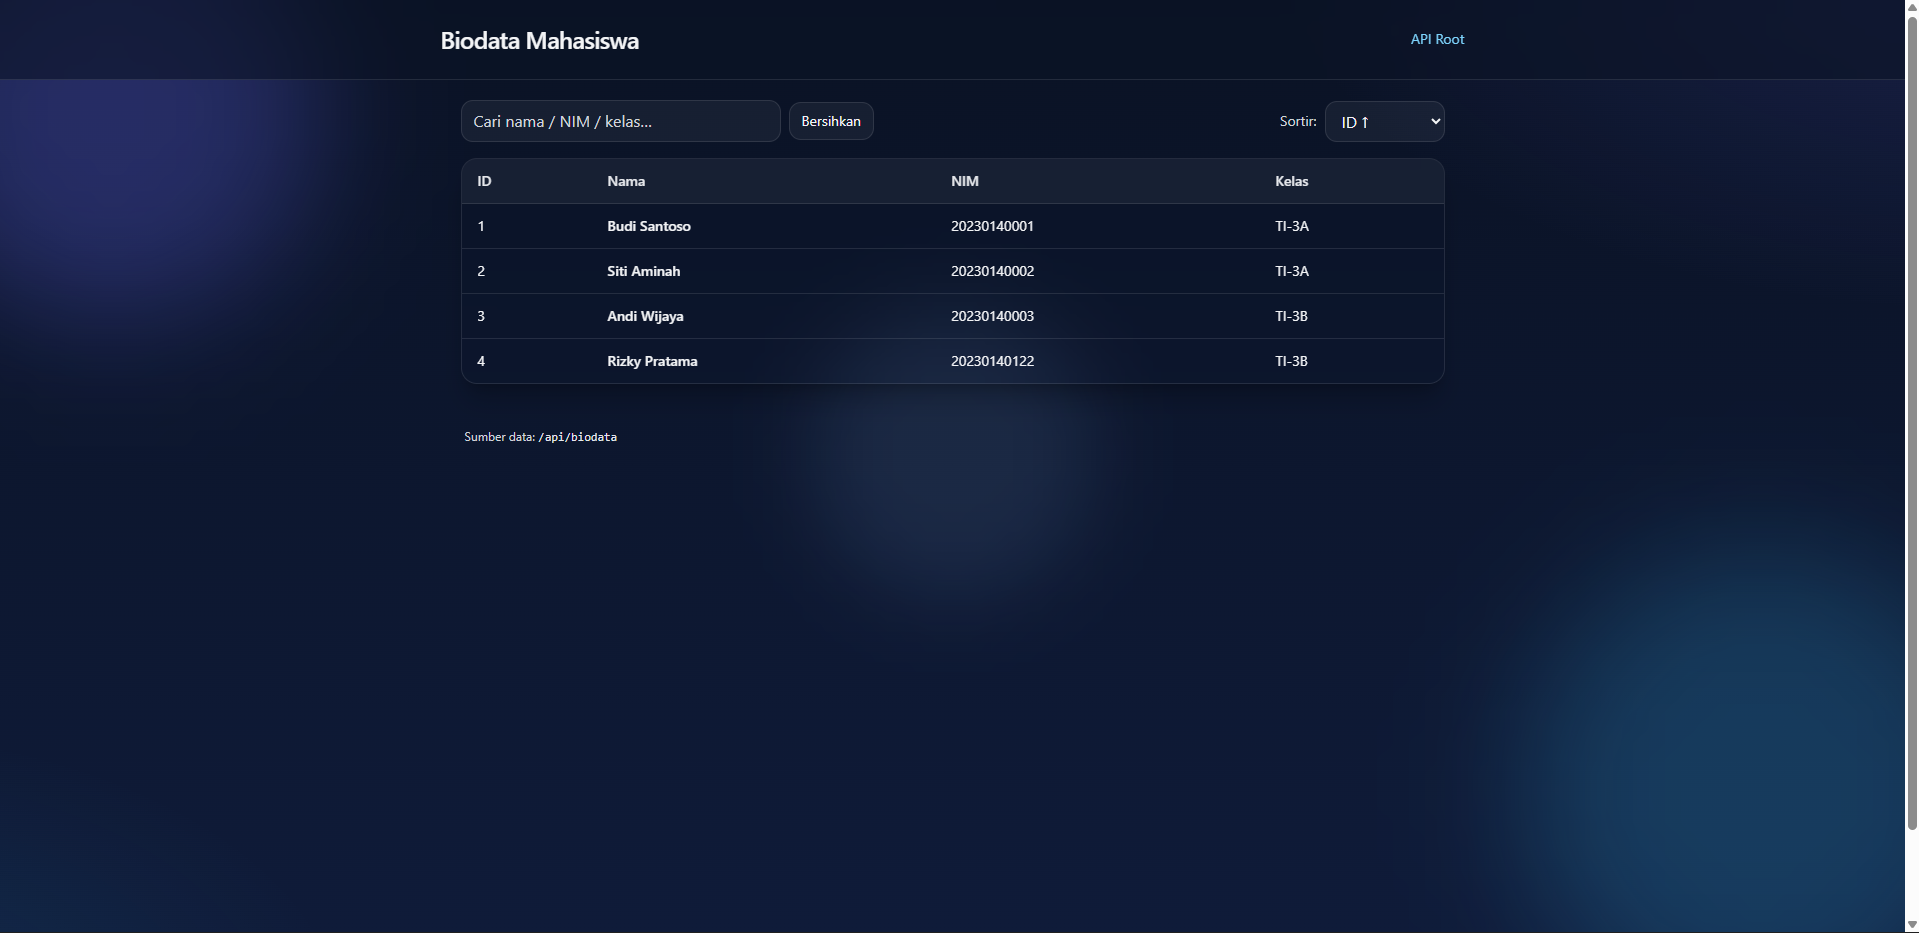 Biodata Mahasiswa API Root
Cari nama / NIM / kelas... Bersihkan Sortir: ID ↑
ID Nama NIM Kelas
1 Budi Santoso 20230140001 TI-3A
2 Siti Aminah 20230140002 TI-3A
3 Andi Wijaya 20230140003 TI-3B
4 Rizky Pratama 20230140122 TI-3B
Sumber data: /api/biodata